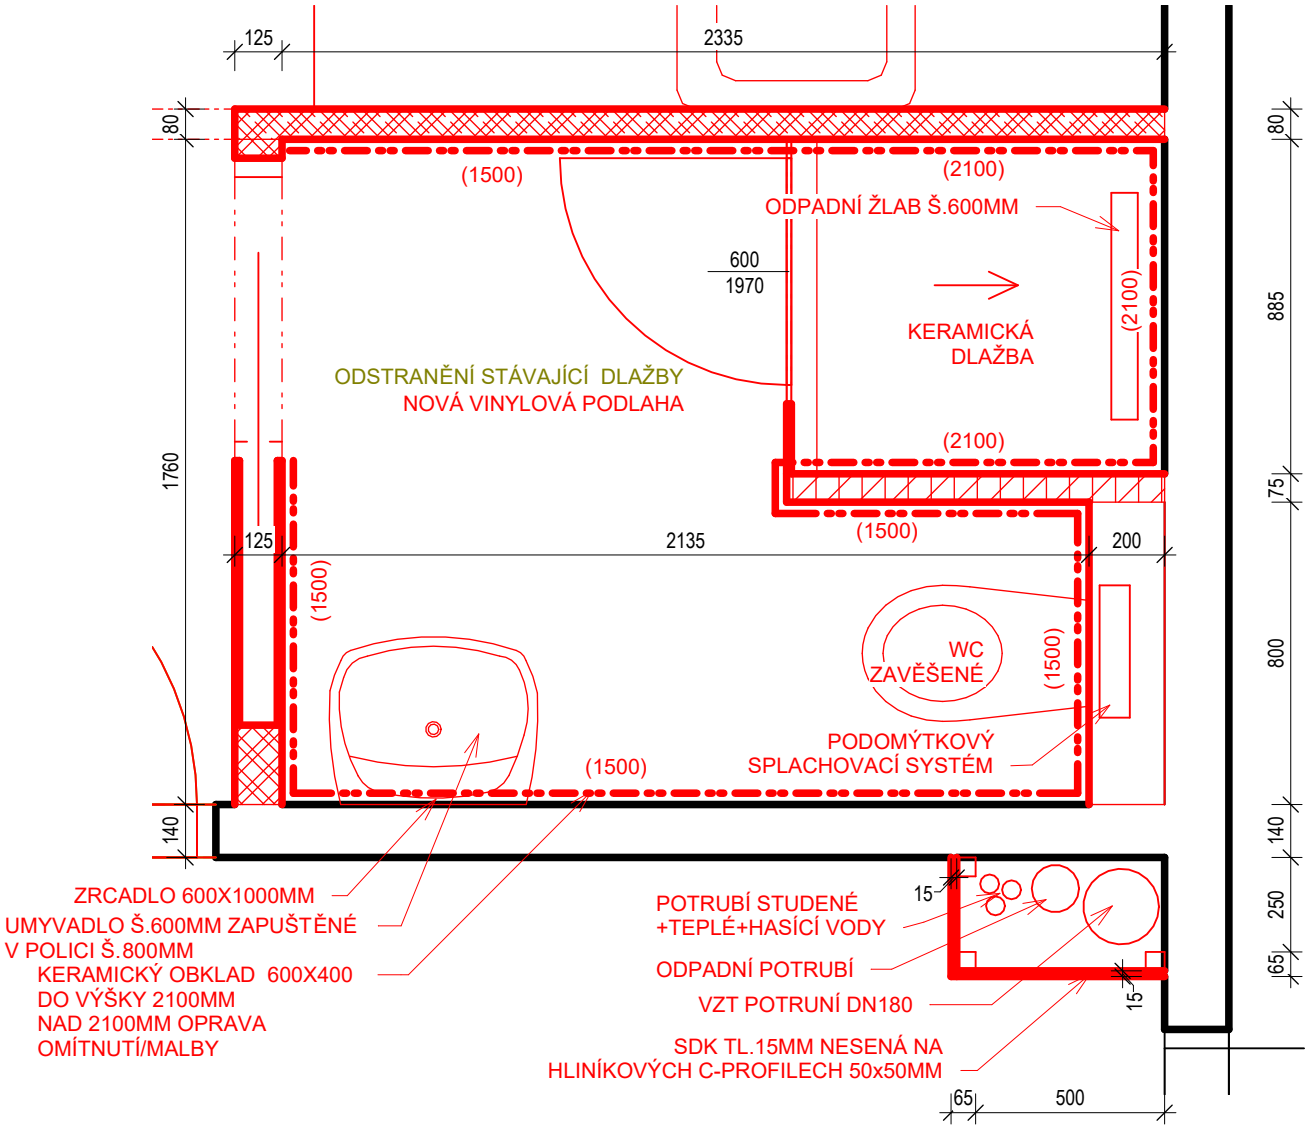 125
2335
80
80
(1500)
(2100)
ODPADNÍ ŽLAB Š.600MM
600
1970
(2100)
885
KERAMICKÁ
DLAŽBA
ODSTRANĚNÍ STÁVAJÍCÍ DLAŽBY
NOVÁ VINYLOVÁ PODLAHA
(2100)
1760
75
(1500)
125
2135
200
(1500)
WC
ZAVĚŠENÉ
(1500)
800
PODOMÝTKOVÝ
SPLACHOVACÍ SYSTÉM
(1500)
140
140
ZRCADLO 600X1000MM
UMYVADLO Š.600MM ZAPUŠTĚNÉ
V POLICI Š.800MM
KERAMICKÝ OBKLAD 600X400
DO VÝŠKY 2100MM
NAD 2100MM OPRAVA
OMÍTNUTÍ/MALBY
15
POTRUBÍ STUDENÉ
+TEPLÉ+HASÍCÍ VODY
250
ODPADNÍ POTRUBÍ
65
VZT POTRUNÍ DN180
15
SDK TL.15MM NESENÁ NA
HLINÍKOVÝCH C-PROFILECH 50x50MM
65
500